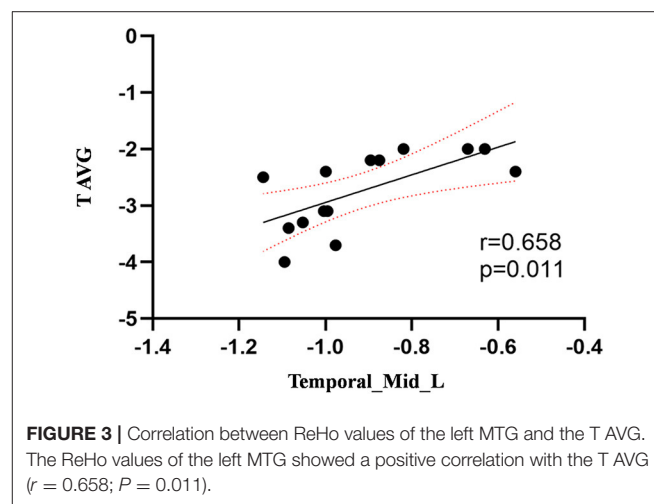 0
-1
-2
-3
-4
-5
T AVG
-1.4 -1.2 -1.0 -0.8 -0.6 -0.4
r=0.658
p=0.011
Temporal_Mid_L
FIGURE 3 | Correlation between ReHo values of the left MTG and the T AVG.
The ReHo values of the left MTG showed a positive correlation with the T AVG
(r = 0.658; P = 0.011).